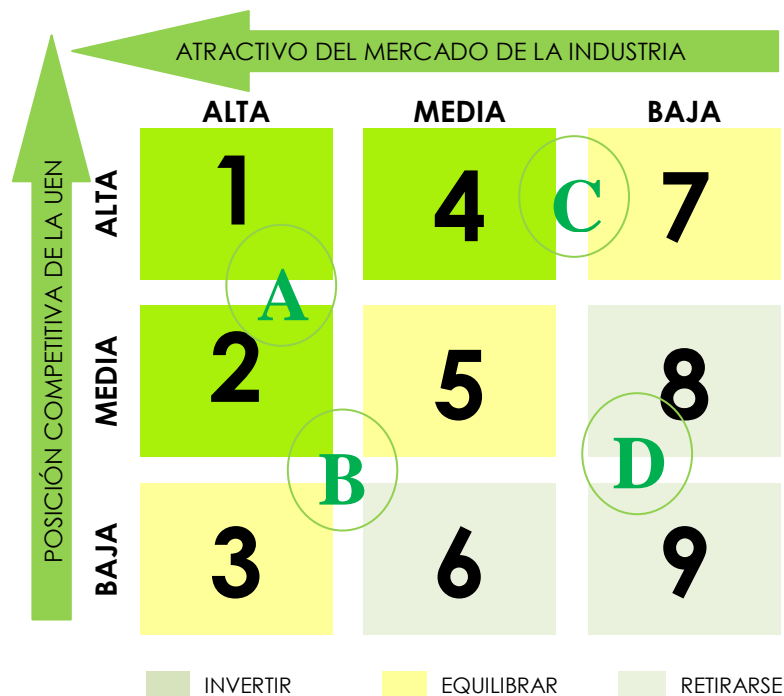 ATRACTIVO DEL MERCADO DE LA INDUSTRIA
POSICIÓN COMPETITIVA DE LA UEN
ALTA MEDIA BAJA
ALTA
1 4 C 7
A
MEDIA
2 5 8
B D
BAJA
3 6 9
INVERTIR EQUILIBRAR RETIRARSE